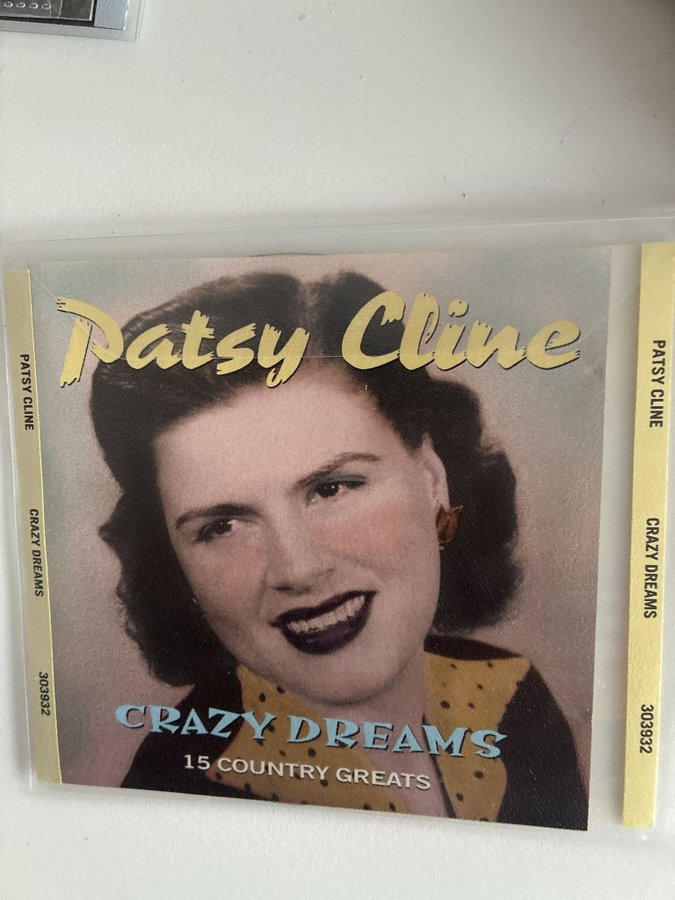 Patsy Cline
CRAZY DREAMS
15 COUNTRY GREATS
PATSY CLINE
CRAZY DREAMS
303932
PATSY CLINE
CRAZY DREAMS
303932